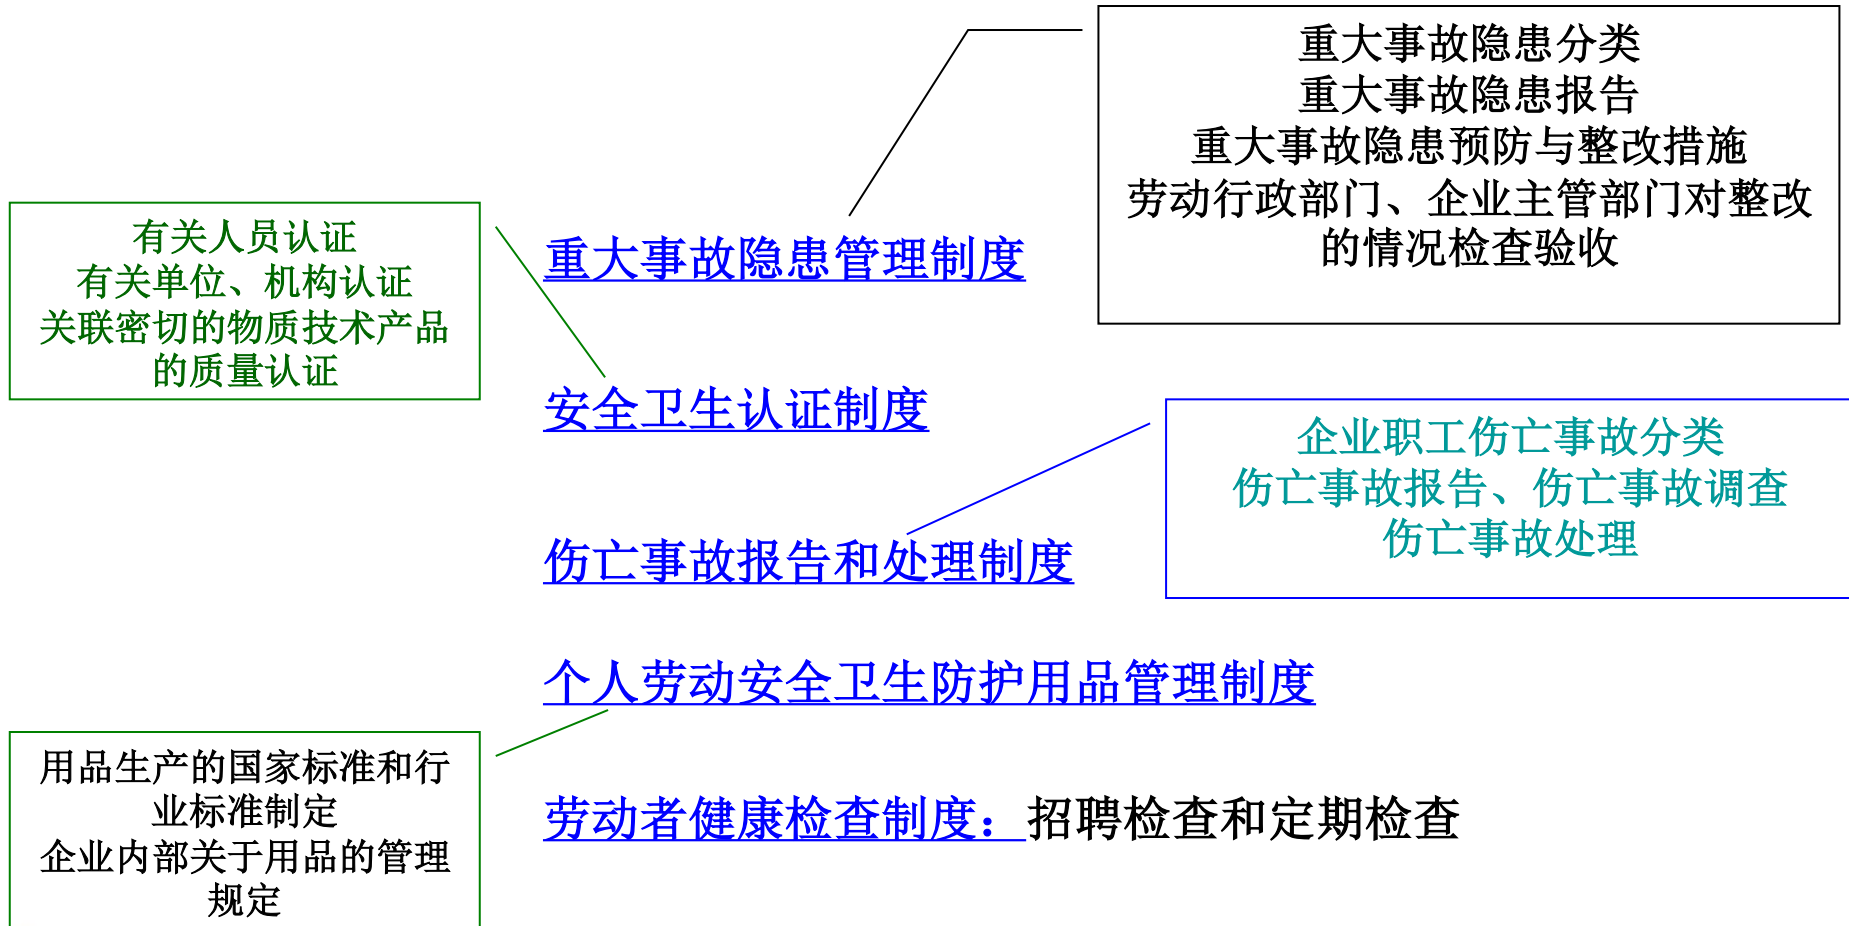 重大事故隐患分类
重大事故隐患报告
重大事故隐患预防与整改措施
劳动行政部门、企业主管部门对整改
的情况检查验收
有关人员认证
有关单位、机构认证
关联密切的物质技术产品
的质量认证
重大事故隐患管理制度
安全卫生认证制度
企业职工伤亡事故分类
伤亡事故报告、伤亡事故调查
伤亡事故处理
伤亡事故报告和处理制度
个人劳动安全卫生防护用品管理制度
用品生产的国家标准和行
业标准制定
企业内部关于用品的管理
规定
劳动者健康检查制度：招聘检查和定期检查